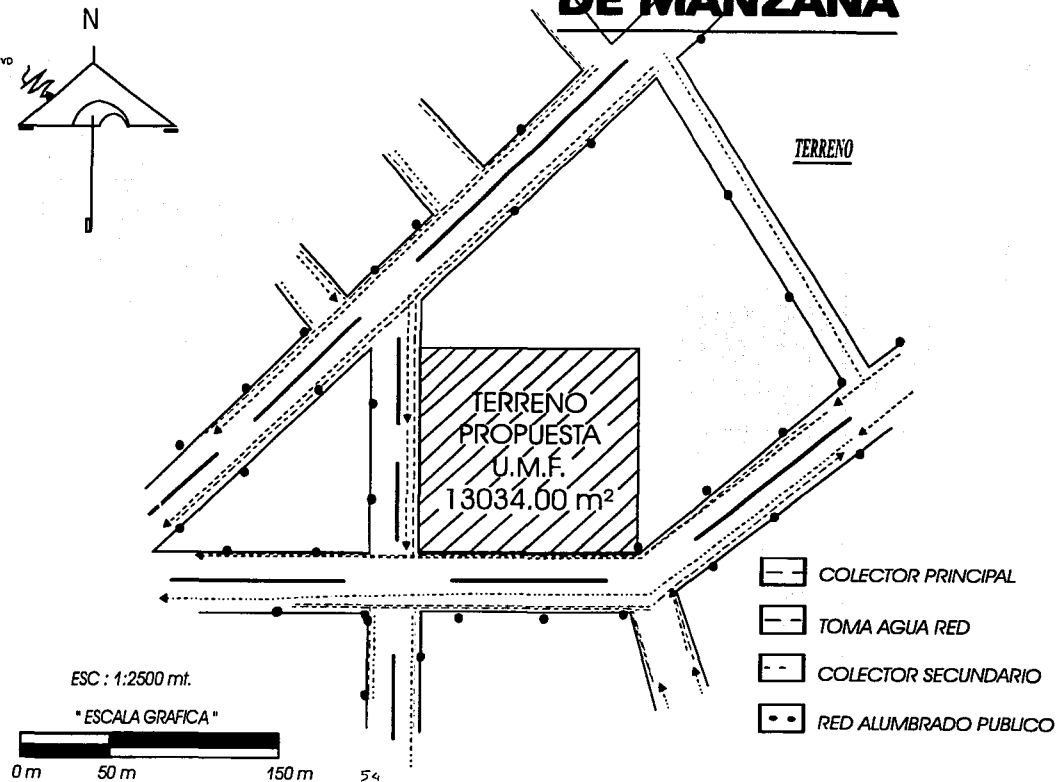 DE MANZANA
N
VD
TERRENO
TERRENO
PROPUESTA
U.M.F.
13034.00 m²
COLECTOR PRINCIPAL
TOMA AGUA RED
COLECTOR SECUNDARIO
RED ALUMBRADO PUBLICO
ESC : 1:2500 mt.
" ESCALA GRAFICA "
0 m 50 m 150 m
54